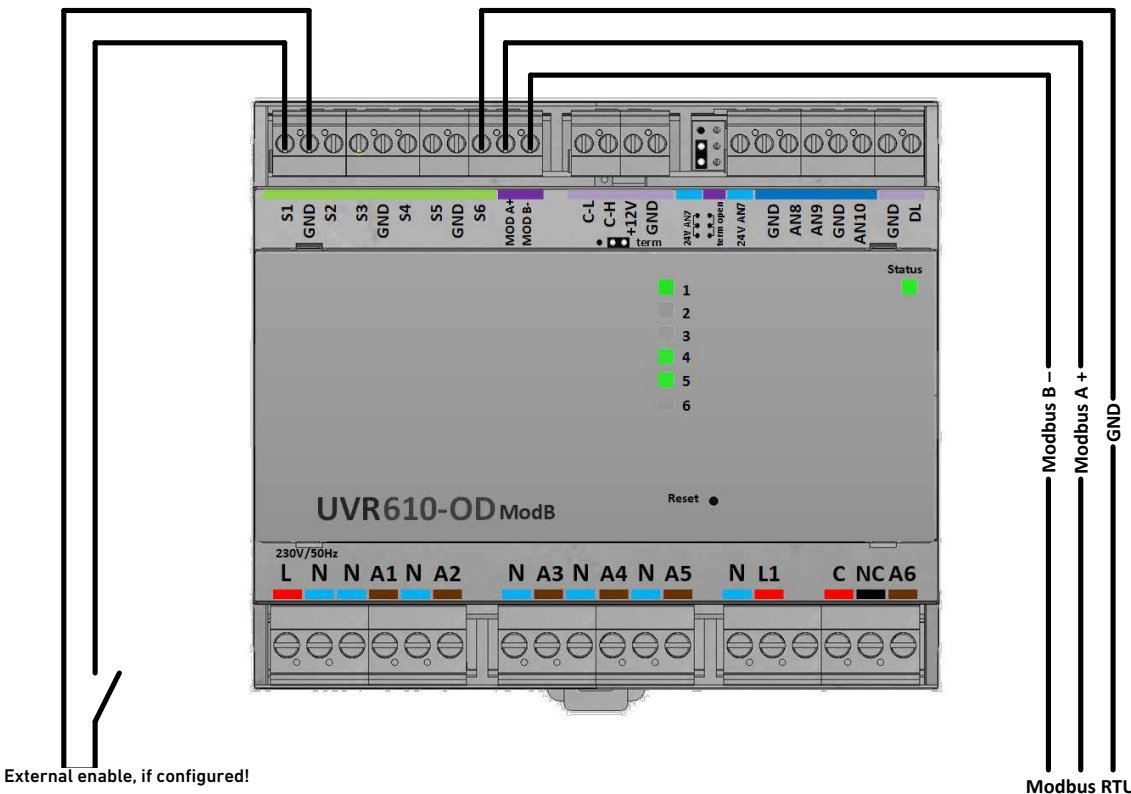 S1
GND
S2
S3
GND
S4
S5
GND
S6
MOD A+
MOD B-
C-L
C-H
+12V
GND
term
24V AN7
term open
24V AN7
GND
AN8
AN9
GND
AN10
GND
DL
Status
1
2
3
4
5
6
Modbus B –
Modbus A +
GND
Reset
UVR610-OD ModB
230V/50Hz
L N N A1 N A2 N A3 N A4 N A5 N L1 C NC A6
External enable, if configured!
Modbus RTU